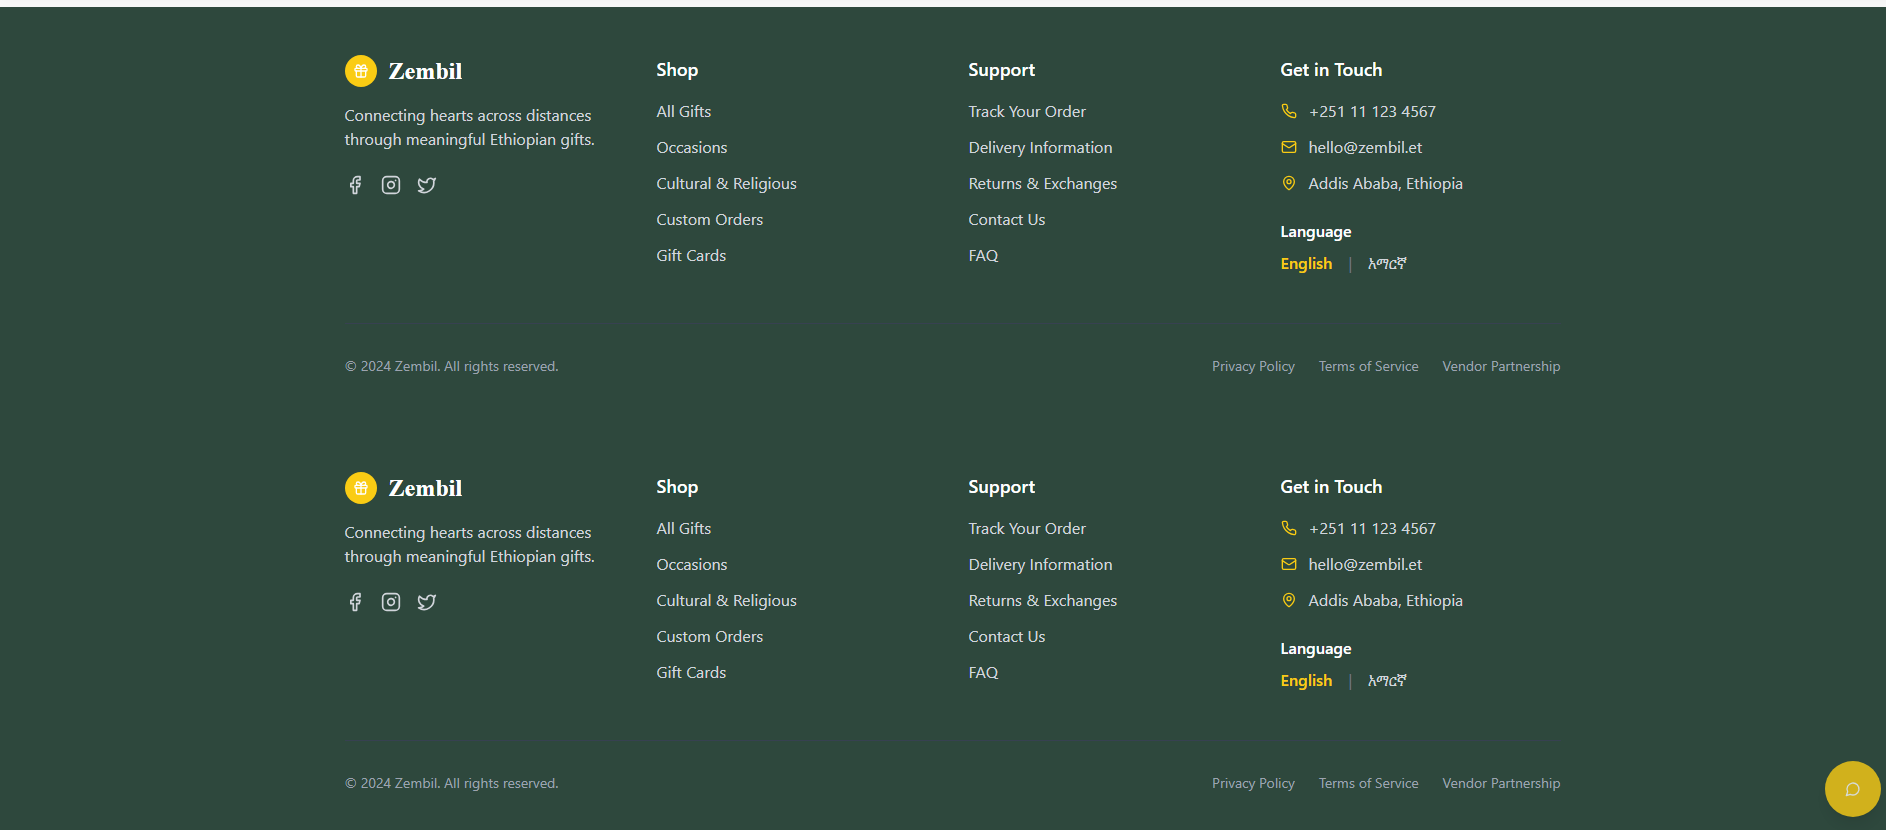 Zembil
Connecting hearts across distances
through meaningful Ethiopian gifts.
Shop
All Gifts
Occasions
Cultural & Religious
Custom Orders
Gift Cards
Support
Track Your Order
Delivery Information
Returns & Exchanges
Contact Us
FAQ
Get in Touch
+251 11 123 4567
hello@zembil.et
Addis Ababa, Ethiopia
Language
English | አማርኛ
© 2024 Zembil. All rights reserved.
Privacy Policy Terms of Service Vendor Partnership
Zembil
Connecting hearts across distances
through meaningful Ethiopian gifts.
Shop
All Gifts
Occasions
Cultural & Religious
Custom Orders
Gift Cards
Support
Track Your Order
Delivery Information
Returns & Exchanges
Contact Us
FAQ
Get in Touch
+251 11 123 4567
hello@zembil.et
Addis Ababa, Ethiopia
Language
English | አማርኛ
© 2024 Zembil. All rights reserved.
Privacy Policy Terms of Service Vendor Partnership